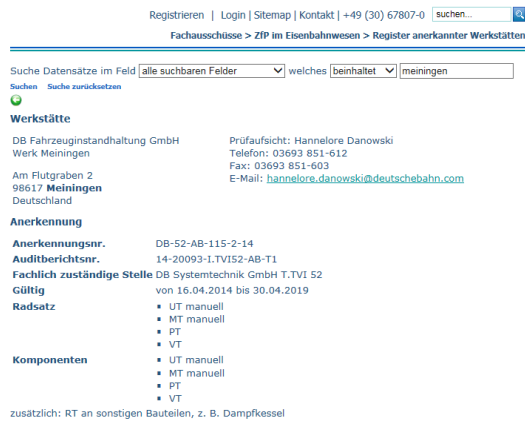 Registrieren | Login | Sitemap | Kontakt | +49 (30) 67807-0 suchen...
Fachausschüsse > ZfP im Eisenbahnwesen > Register anerkannter Werkstätten
Suche Datensätze im Feld alle suchbaren Felder welches beinhaltet meiningen
Suchen Suche zurücksetzen
Werkstätte
DB Fahrzeuginstandhaltung GmbH Prüfaufsicht: Hannelore Danowski
Werk Meiningen Telefon: 03693 851-612
Fax: 03693 851-603
Am Flutgraben 2 E-Mail: hannelore.danowski@deutschebahn.com
98617 Meiningen
Deutschland
Anerkennung
Anerkennungsnr. DB-52-AB-115-2-14
Auditberichtsnr. 14-20093-I.TVI52-AB-T1
Fachlich zuständige Stelle DB Systemtechnik GmbH T.TVI 52
Gültig von 16.04.2014 bis 30.04.2019
Radsatz ▪ UT manuell
▪ MT manuell
▪ PT
▪ VT
Komponenten ▪ UT manuell
▪ MT manuell
▪ PT
▪ VT
zusätzlich: RT an sonstigen Bauteilen, z. B. Dampfkessel